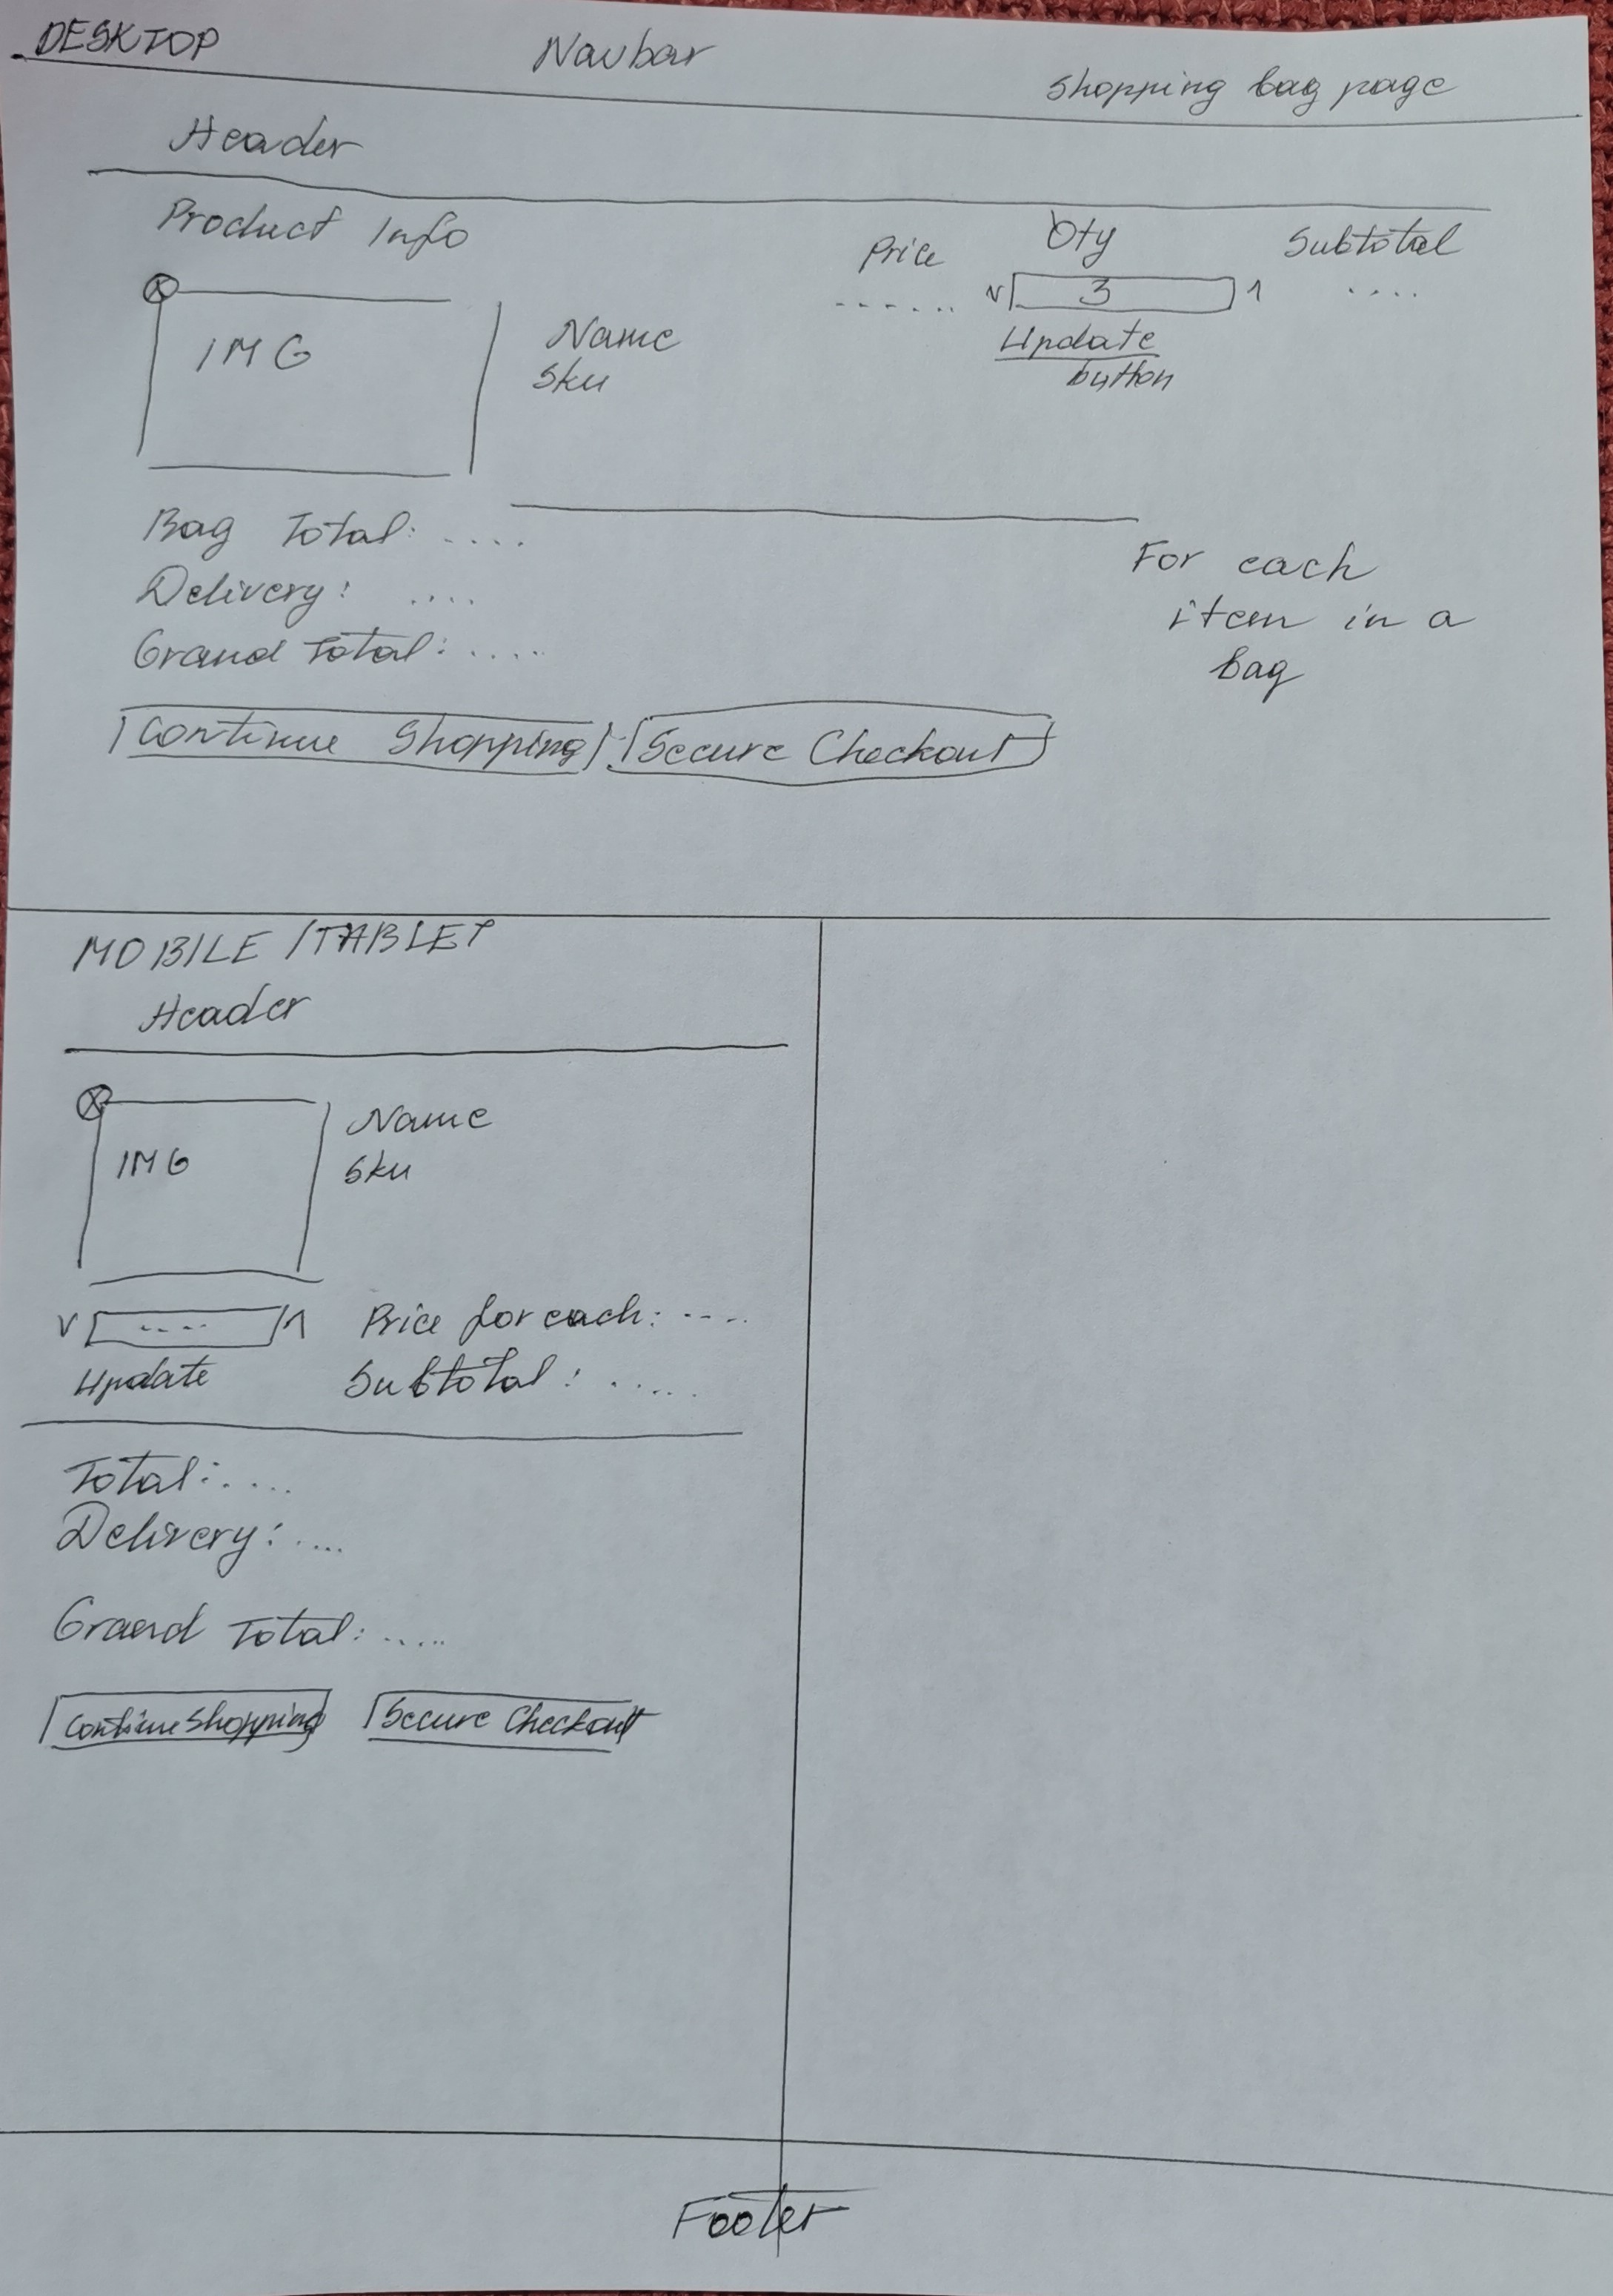 DESKTOP
Navbar
Shopping bag page
Header
Product Info
Price
Qty
Subtotal
...... v 3 ^ ....
IMG
Name
Sku
Update
button
Bag Total: ....
Delivery: ....
Grand Total: .....
For each
item in a
bag
Continue Shopping
Secure Checkout
MOBILE / TABLET
Header
IMG
Name
Sku
v .... ^ Price for each: ....
Update Subtotal: .....
Total: ....
Delivery: ....
Grand Total: .....
Continue Shopping
Secure Checkout
Footer